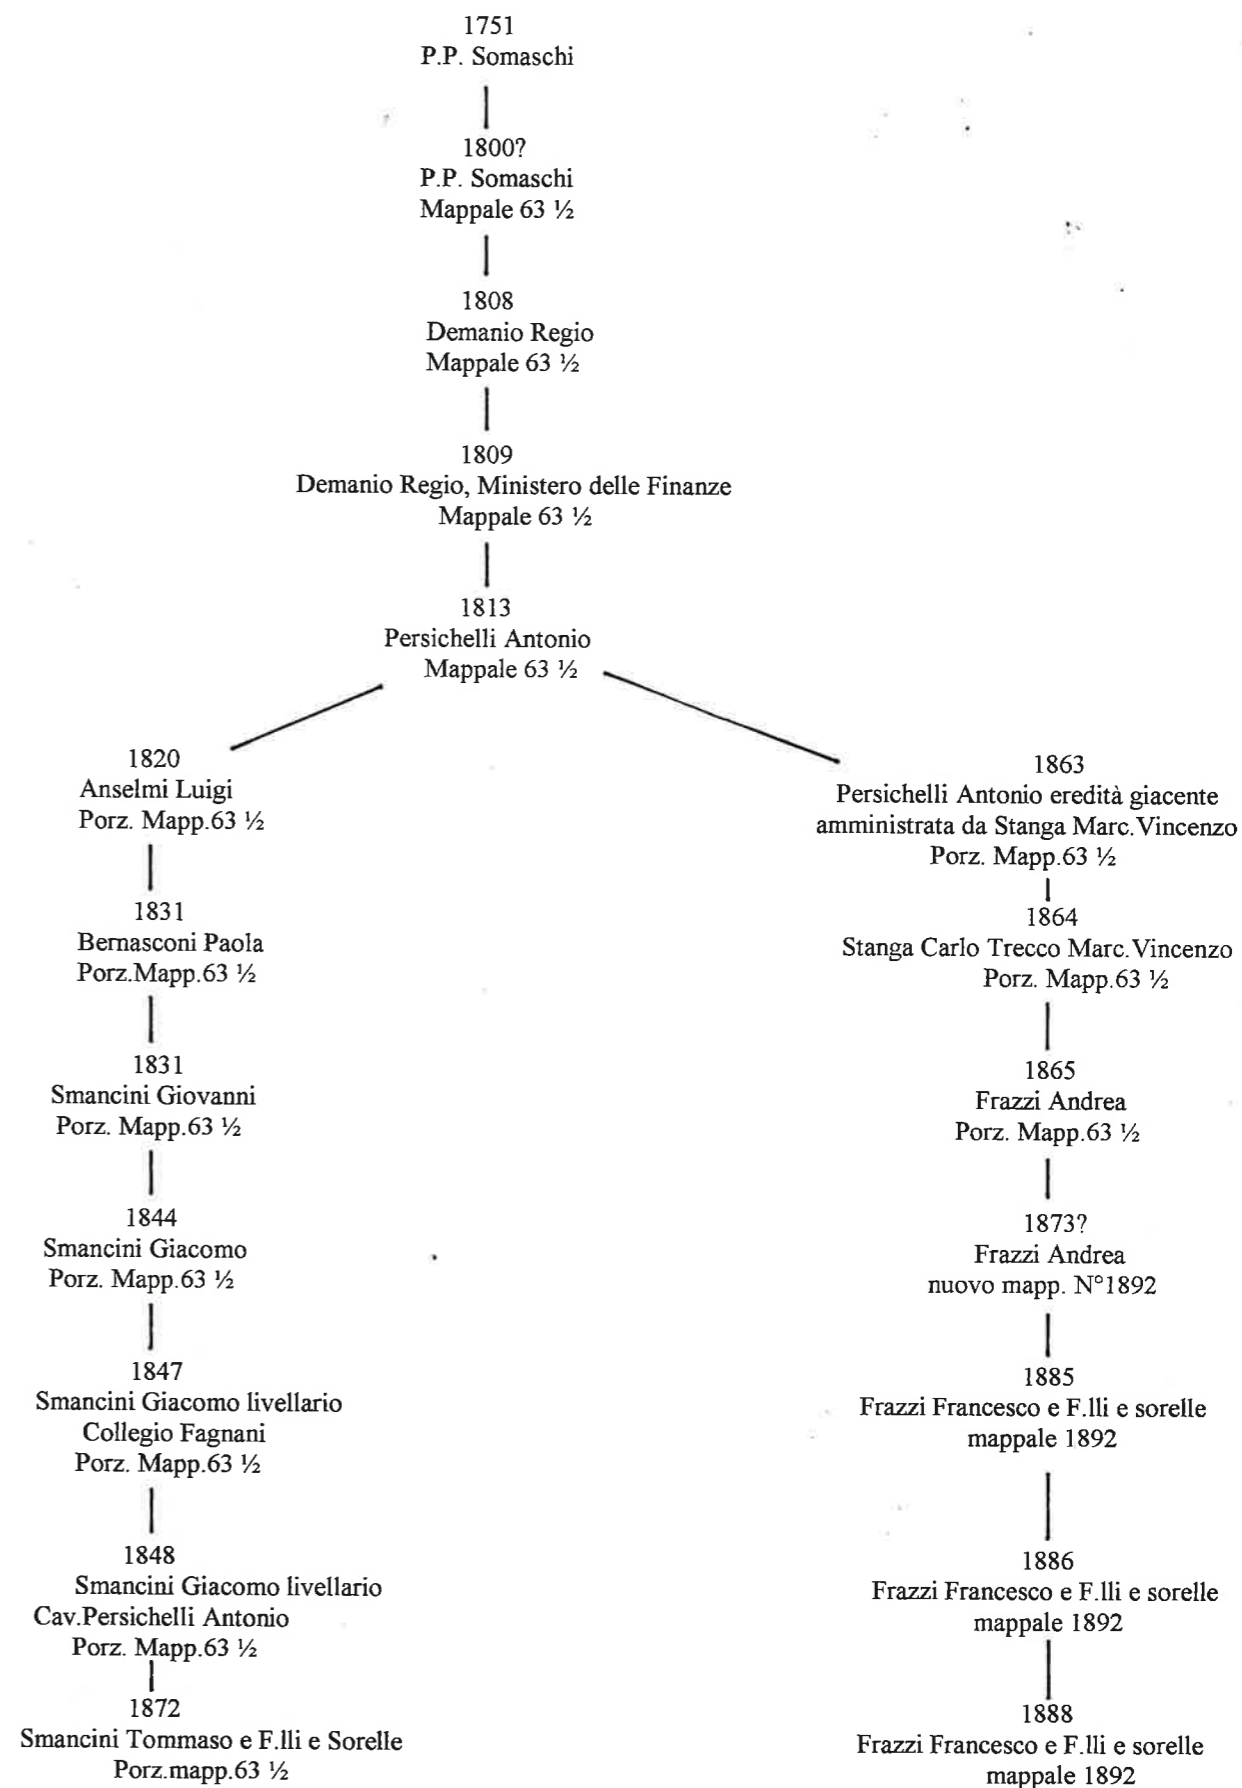 1751
P.P. Somaschi
1800?
P.P. Somaschi
Mappale 63 ½
1808
Demanio Regio
Mappale 63 ½
1809
Demanio Regio, Ministero delle Finanze
Mappale 63 ½
1813
Persichelli Antonio
Mappale 63 ½
1820
Anselmi Luigi
Porz. Mapp.63 ½
1831
Bernasconi Paola
Porz.Mapp.63 ½
1831
Smancini Giovanni
Porz. Mapp.63 ½
1844
Smancini Giacomo
Porz. Mapp.63 ½
1847
Smancini Giacomo livellario
Collegio Fagnani
Porz. Mapp.63 ½
1848
Smancini Giacomo livellario
Cav.Persichelli Antonio
Porz. Mapp.63 ½
1872
Smancini Tommaso e F.lli e Sorelle
Porz.mapp.63 ½
1863
Persichelli Antonio eredità giacente
amministrata da Stanga Marc.Vincenzo
Porz. Mapp.63 ½
1864
Stanga Carlo Trecco Marc.Vincenzo
Porz. Mapp.63 ½
1865
Frazzi Andrea
Porz. Mapp.63 ½
1873?
Frazzi Andrea
nuovo mapp. N°1892
1885
Frazzi Francesco e F.lli e sorelle
mappale 1892
1886
Frazzi Francesco e F.lli e sorelle
mappale 1892
1888
Frazzi Francesco e F.lli e sorelle
mappale 1892